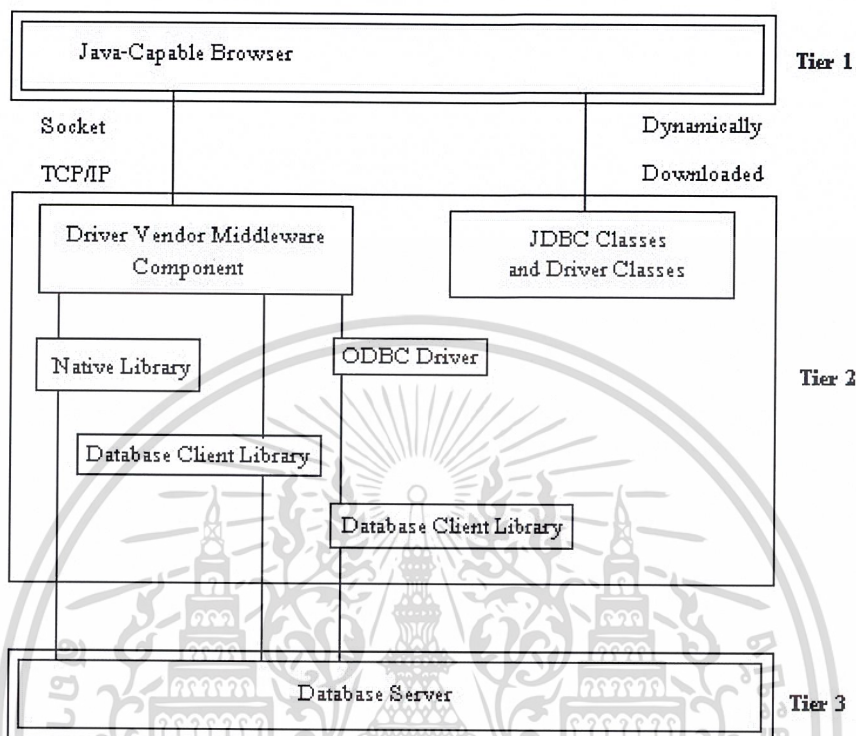 Java-Capable Browser
Tier 1
Socket
Dynamically
TCP/IP
Downloaded
Driver Vendor Middleware
Component
JDBC Classes
and Driver Classes
Native Library
ODBC Driver
Tier 2
Database Client Library
Database Client Library
Database Server
Tier 3